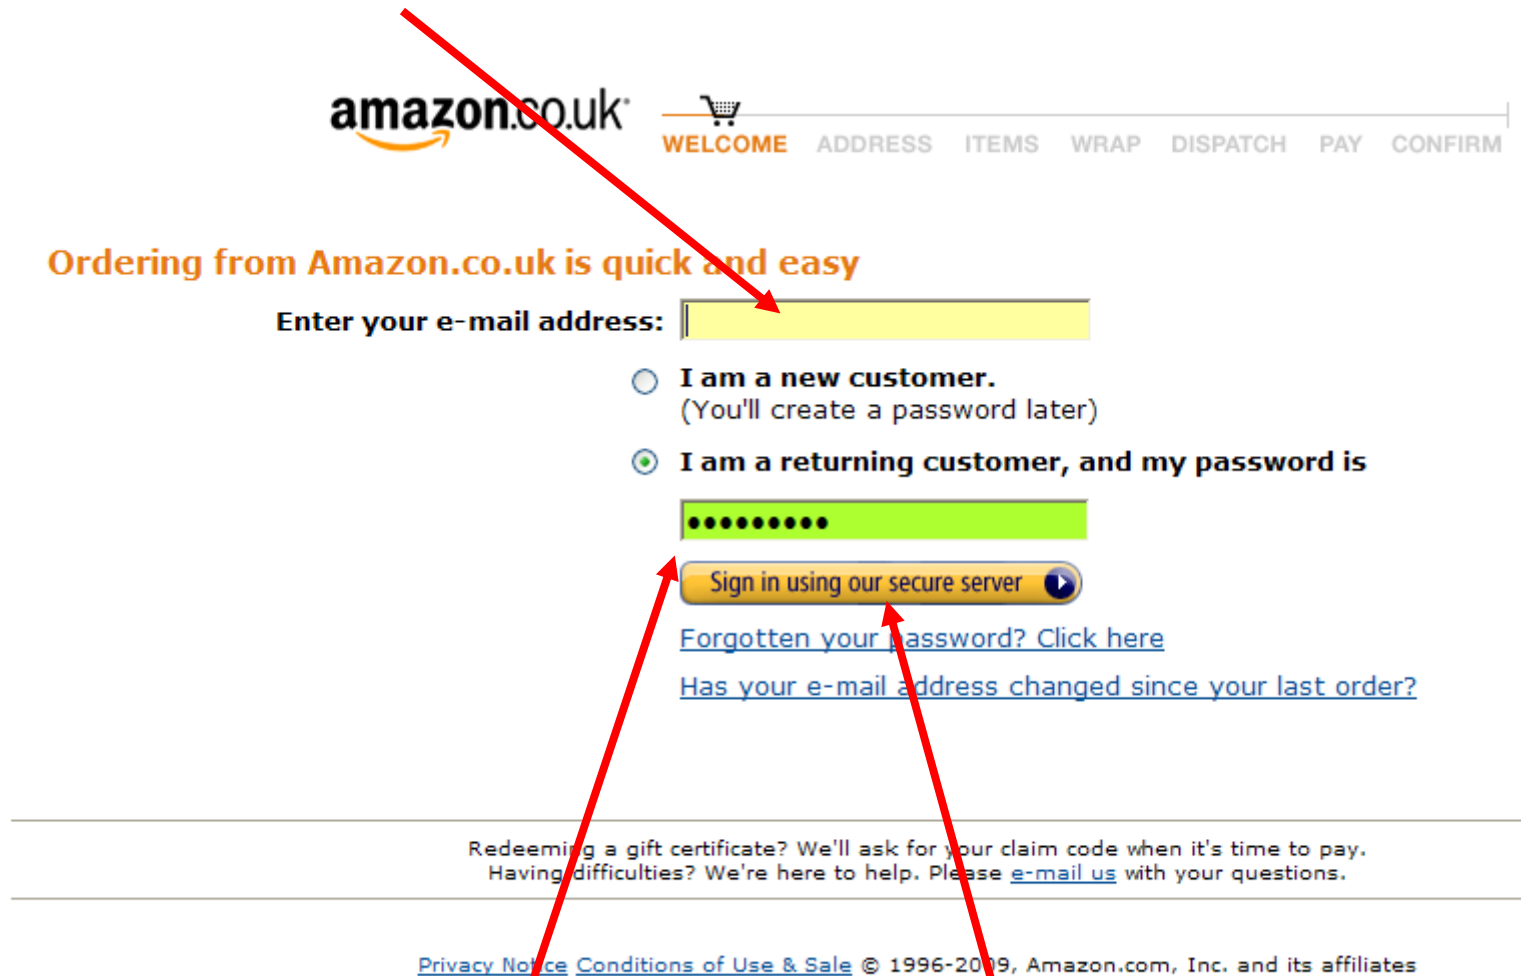 amazon.co.uk
WELCOME ADDRESS ITEMS WRAP DISPATCH PAY CONFIRM
Ordering from Amazon.co.uk is quick and easy
Enter your e-mail address:
I am a new customer.
(You'll create a password later)
I am a returning customer, and my password is
•••••••••
Sign in using our secure server
Forgotten your password? Click here
Has your e-mail address changed since your last order?
Redeeming a gift certificate? We'll ask for your claim code when it's time to pay.
Having difficulties? We're here to help. Please e-mail us with your questions.
Privacy Notice Conditions of Use & Sale © 1996-2009, Amazon.com, Inc. and its affiliates